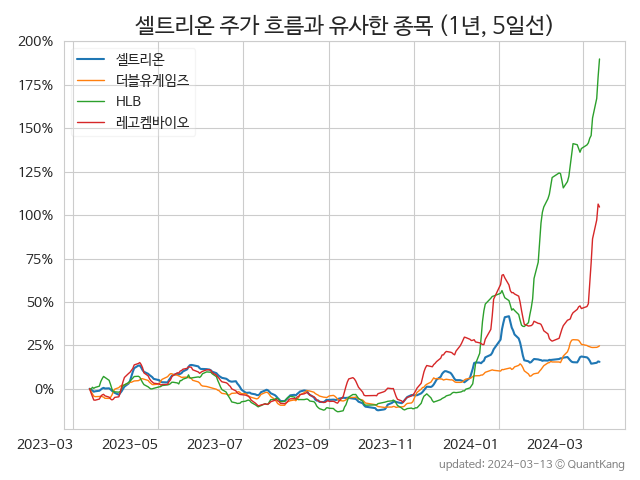 셀트리온 주가 흐름과 유사한 종목 (1년, 5일선)
200%
175%
150%
125%
100%
75%
50%
25%
0%
셀트리온
더블유게임즈
HLB
레고켐바이오
2023-03 2023-05 2023-07 2023-09 2023-11 2024-01 2024-03
updated: 2024-03-13 ⓒ QuantKang